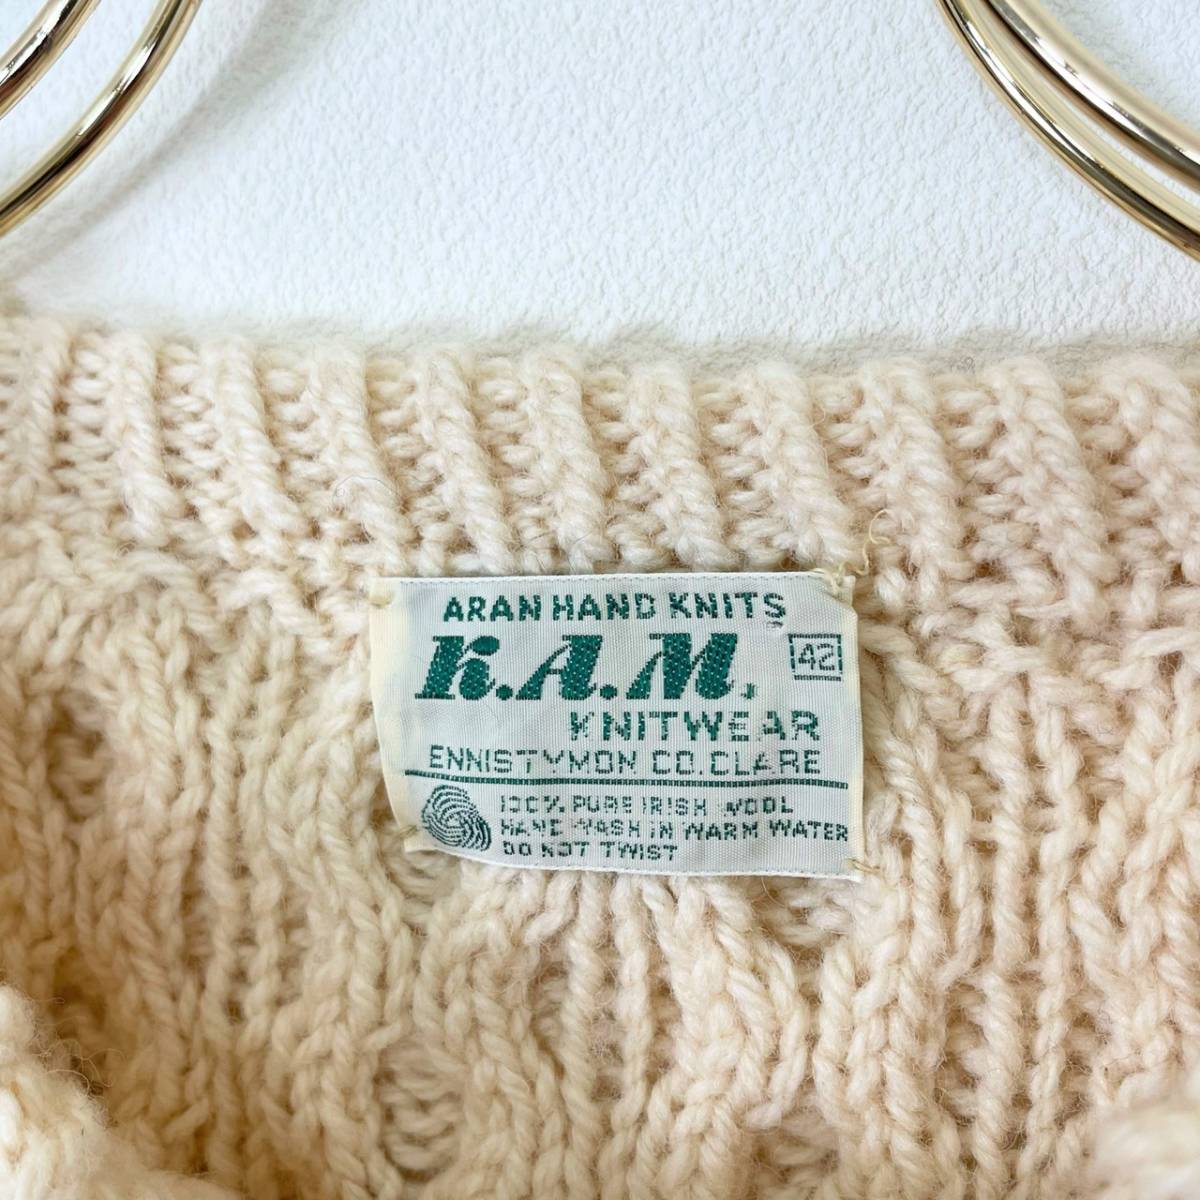 ARAN HAND KNITS
K.A.M.
42
KNITWEAR
ENNISTYMON CO. CLARE
100% PURE IRISH WOOL
HAND WASH IN WARM WATER
DO NOT TWIST